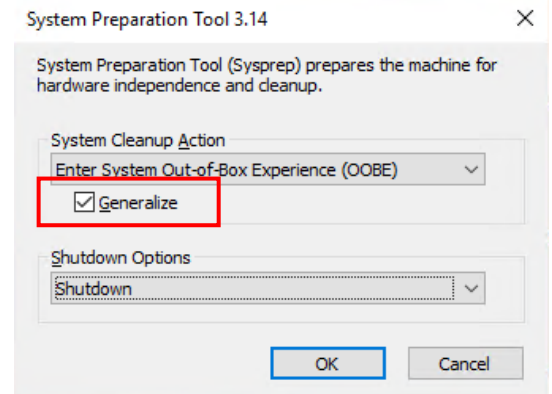 System Preparation Tool 3.14
System Preparation Tool (Sysprep) prepares the machine for
hardware independence and cleanup.
System Cleanup Action
Enter System Out-of-Box Experience (OOBE)
Generalize
Shutdown Options
Shutdown
OK Cancel